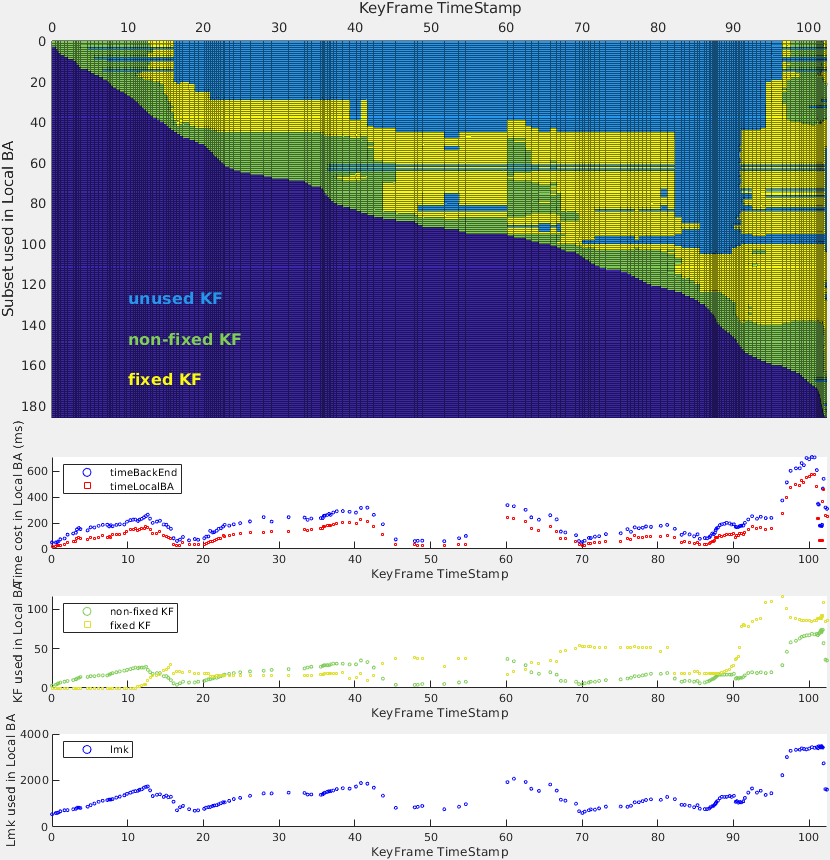 KeyFrame TimeStamp
0 10 20 30 40 50 60 70 80 90 100
0
20
40
60
80
100
120
140
160
180
Subset used in Local BA
unused KF
non-fixed KF
fixed KF
Time cost in Local BA (ms)
600
400
200
0
timeBackEnd
timeLocalBA
0 10 20 30 40 50 60 70 80 90 100
KeyFrame TimeStamp
KF used in Local BA
100
50
0
non-fixed KF
fixed KF
0 10 20 30 40 50 60 70 80 90 100
KeyFrame TimeStamp
Lmk used in Local BA
4000
2000
0
lmk
0 10 20 30 40 50 60 70 80 90 100
KeyFrame TimeStamp